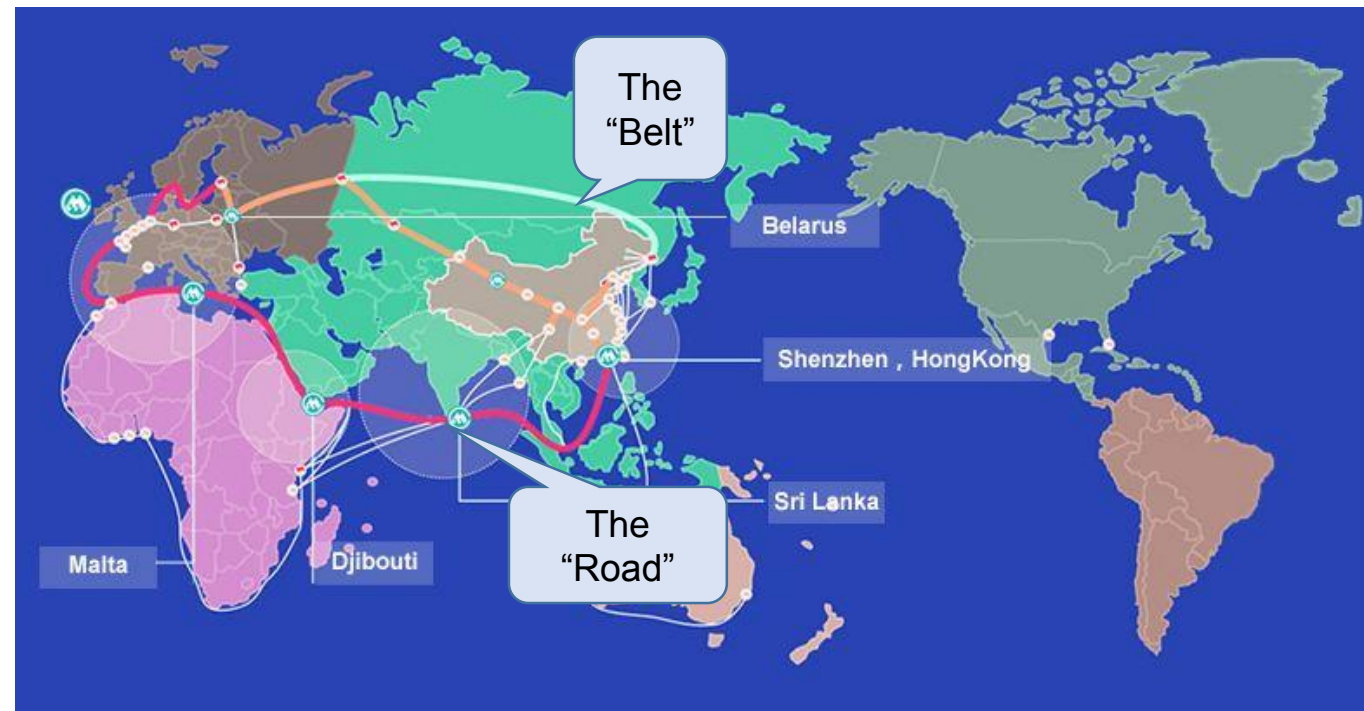 The
“Belt”
Belarus
Shenzhen , HongKong
Sri Lanka
The
“Road”
Malta
Djibouti